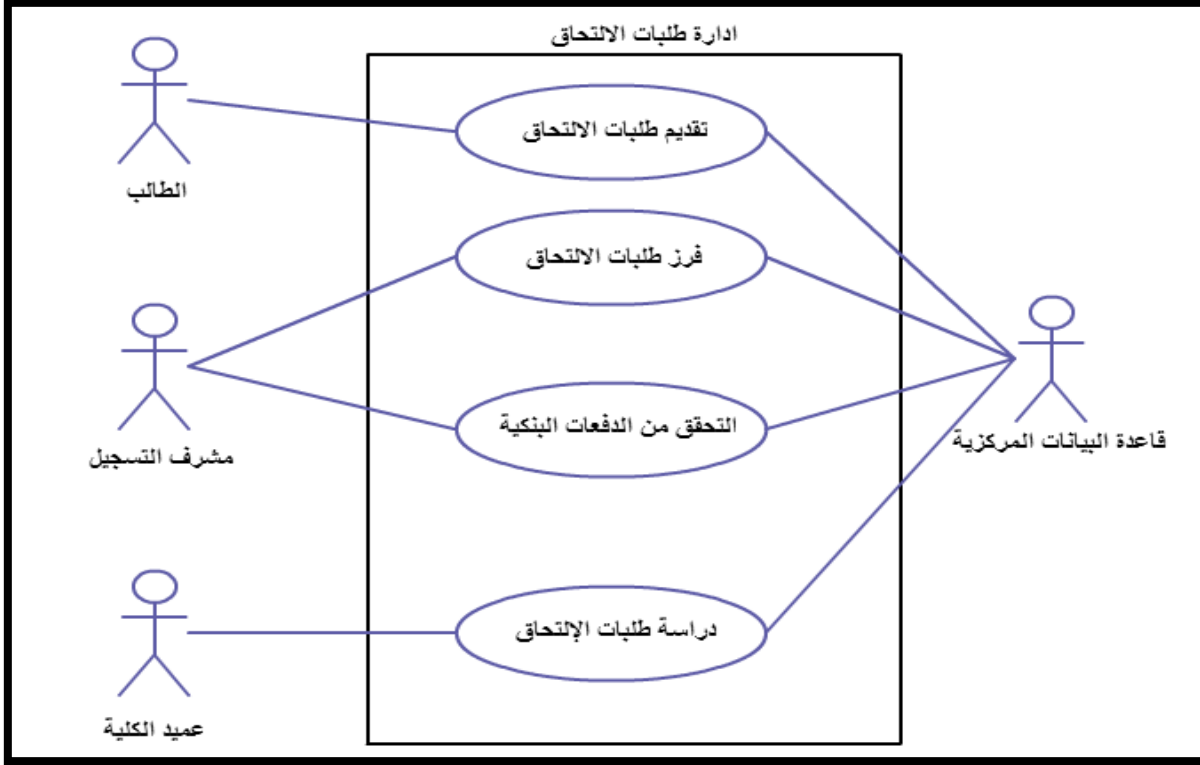 ادارة طلبات الالتحاق
تقديم طلبات الالتحاق
الطالب
فرز طلبات الالتحاق
التحقق من الدفعات البنكية
قاعدة البيانات المركزية
مشرف التسجيل
دراسة طلبات الإلتحاق
عميد الكلية